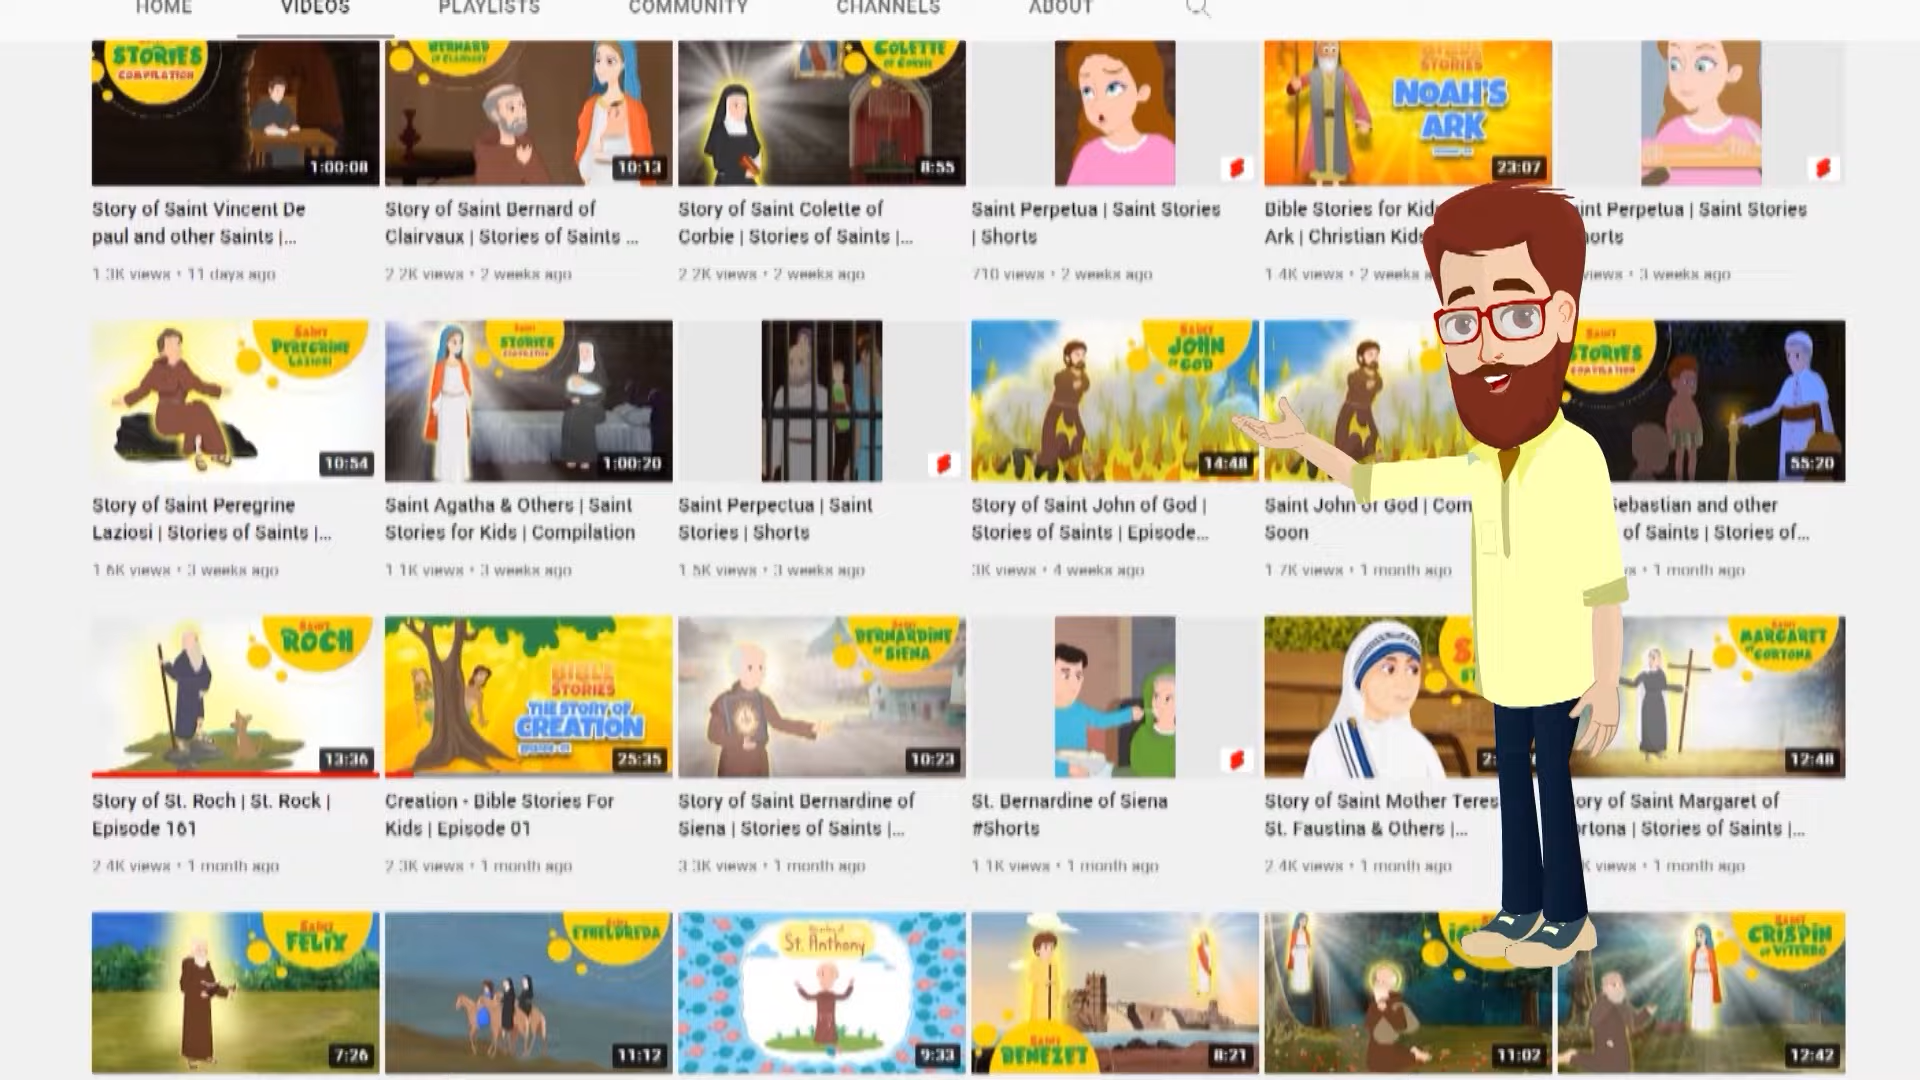 HOME VIDEOS PLAYLISTS COMMUNITY CHANNELS ABOUT
STORIES
COMPILATION
1:00:08
BERNARD
OF CLAIRVAUX
10:13
COLETTE
OF CORBIE
8:55
STORIES
NOAH'S
ARK
23:07
Story of Saint Vincent De
paul and other Saints |...
1.3K views • 11 days ago
Story of Saint Bernard of
Clairvaux | Stories of Saints ...
2.2K views • 2 weeks ago
Story of Saint Colette of
Corbie | Stories of Saints |...
2.2K views • 2 weeks ago
Saint Perpetua | Saint Stories
| Shorts
710 views • 2 weeks ago
Bible Stories for Kids
Ark | Christian Kids
1.4K views • 2 weeks a
int Perpetua | Saint Stories
orts
views • 3 weeks ago
SAINT
PEREGRINE
LAZIOSI
10:54
SAINT
STORIES
COMPILATION
1:00:20
SAINT
JOHN
OF GOD
14:48
SAINT
STORIES
COMPILATION
55:20
Story of Saint Peregrine
Laziosi | Stories of Saints |...
1.6K views • 3 weeks ago
Saint Agatha & Others | Saint
Stories for Kids | Compilation
1.1K views • 3 weeks ago
Saint Perpectua | Saint
Stories | Shorts
1.5K views • 3 weeks ago
Story of Saint John of God |
Stories of Saints | Episode...
3K views • 4 weeks ago
Saint John of God | Com
Soon
1.7K views • 1 month ago
Sebastian and other
of Saints | Stories of...
s • 1 month ago
SAINT
ROCH
13:36
BIBLE
STORIES
THE STORY OF
CREATION
EPISODE - 01
25:35
BERNARDINE
OF SIENA
10:23
SAINT
MARGARET
OF CORTONA
12:48
Story of St. Roch | St. Rock |
Episode 161
2.4K views • 1 month ago
Creation - Bible Stories For
Kids | Episode 01
2.3K views • 1 month ago
Story of Saint Bernardine of
Siena | Stories of Saints |...
3.3K views • 1 month ago
St. Bernardine of Siena
#Shorts
1.1K views • 1 month ago
Story of Saint Mother Teres
St. Faustina & Others |...
2.4K views • 1 month ago
ory of Saint Margaret of
ortona | Stories of Saints |...
K views • 1 month ago
SAINT
FELIX
7:26
ETHELDREDA
11:12
St. Anthony
9:33
SAINT
BENEZET
8:21
11:02
SAINT
CRISPIN
OF VITERBO
12:42